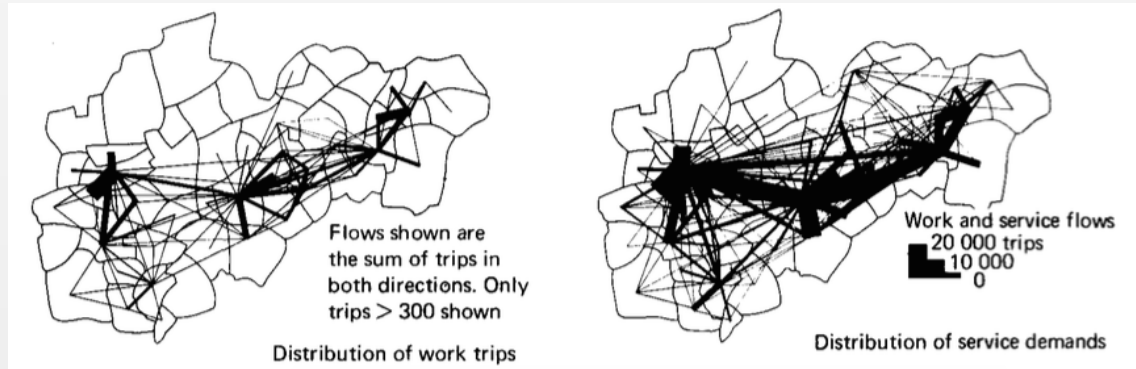 Flows shown are
the sum of trips in
both directions. Only
trips > 300 shown
Distribution of work trips
Work and service flows
20 000 trips
10 000
0
Distribution of service demands